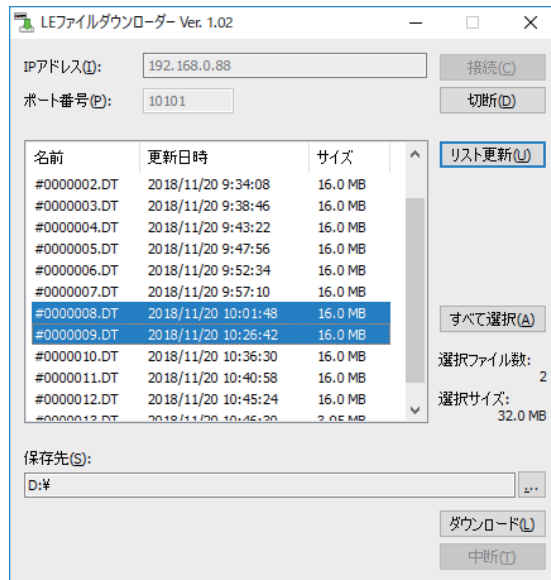 LEファイルダウンローダー Ver. 1.02
IPアドレス(I): 192.168.0.88 接続(C)
ポート番号(P): 10101 切断(D)
名前 更新日時 サイズ リスト更新(U)
#0000002.DT 2018/11/20 9:34:08 16.0 MB
#0000003.DT 2018/11/20 9:38:46 16.0 MB
#0000004.DT 2018/11/20 9:43:22 16.0 MB
#0000005.DT 2018/11/20 9:47:56 16.0 MB
#0000006.DT 2018/11/20 9:52:34 16.0 MB
#0000007.DT 2018/11/20 9:57:10 16.0 MB
#0000008.DT 2018/11/20 10:01:48 16.0 MB
#0000009.DT 2018/11/20 10:26:42 16.0 MB
#0000010.DT 2018/11/20 10:36:30 16.0 MB
#0000011.DT 2018/11/20 10:40:58 16.0 MB
#0000012.DT 2018/11/20 10:45:24 16.0 MB
#0000013.DT 2018/11/20
すべて選択(A)
選択ファイル数:
2
選択サイズ:
32.0 MB
保存先(S):
D:¥ ...
ダウンロード(L)
中断(T)